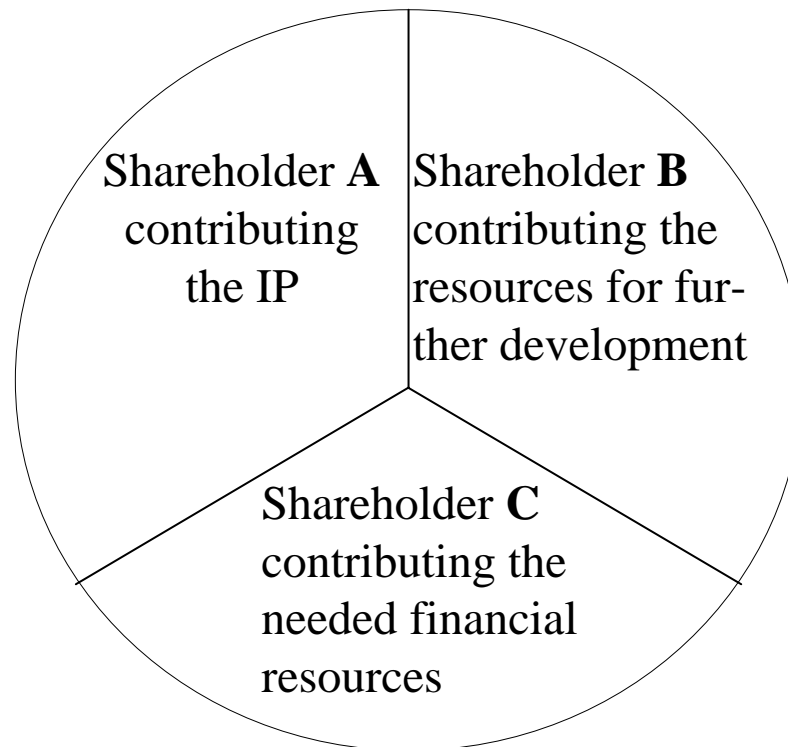 Shareholder A
contributing
the IP
Shareholder B
contributing the
resources for fur-
ther development
Shareholder C
contributing the
needed financial
resources